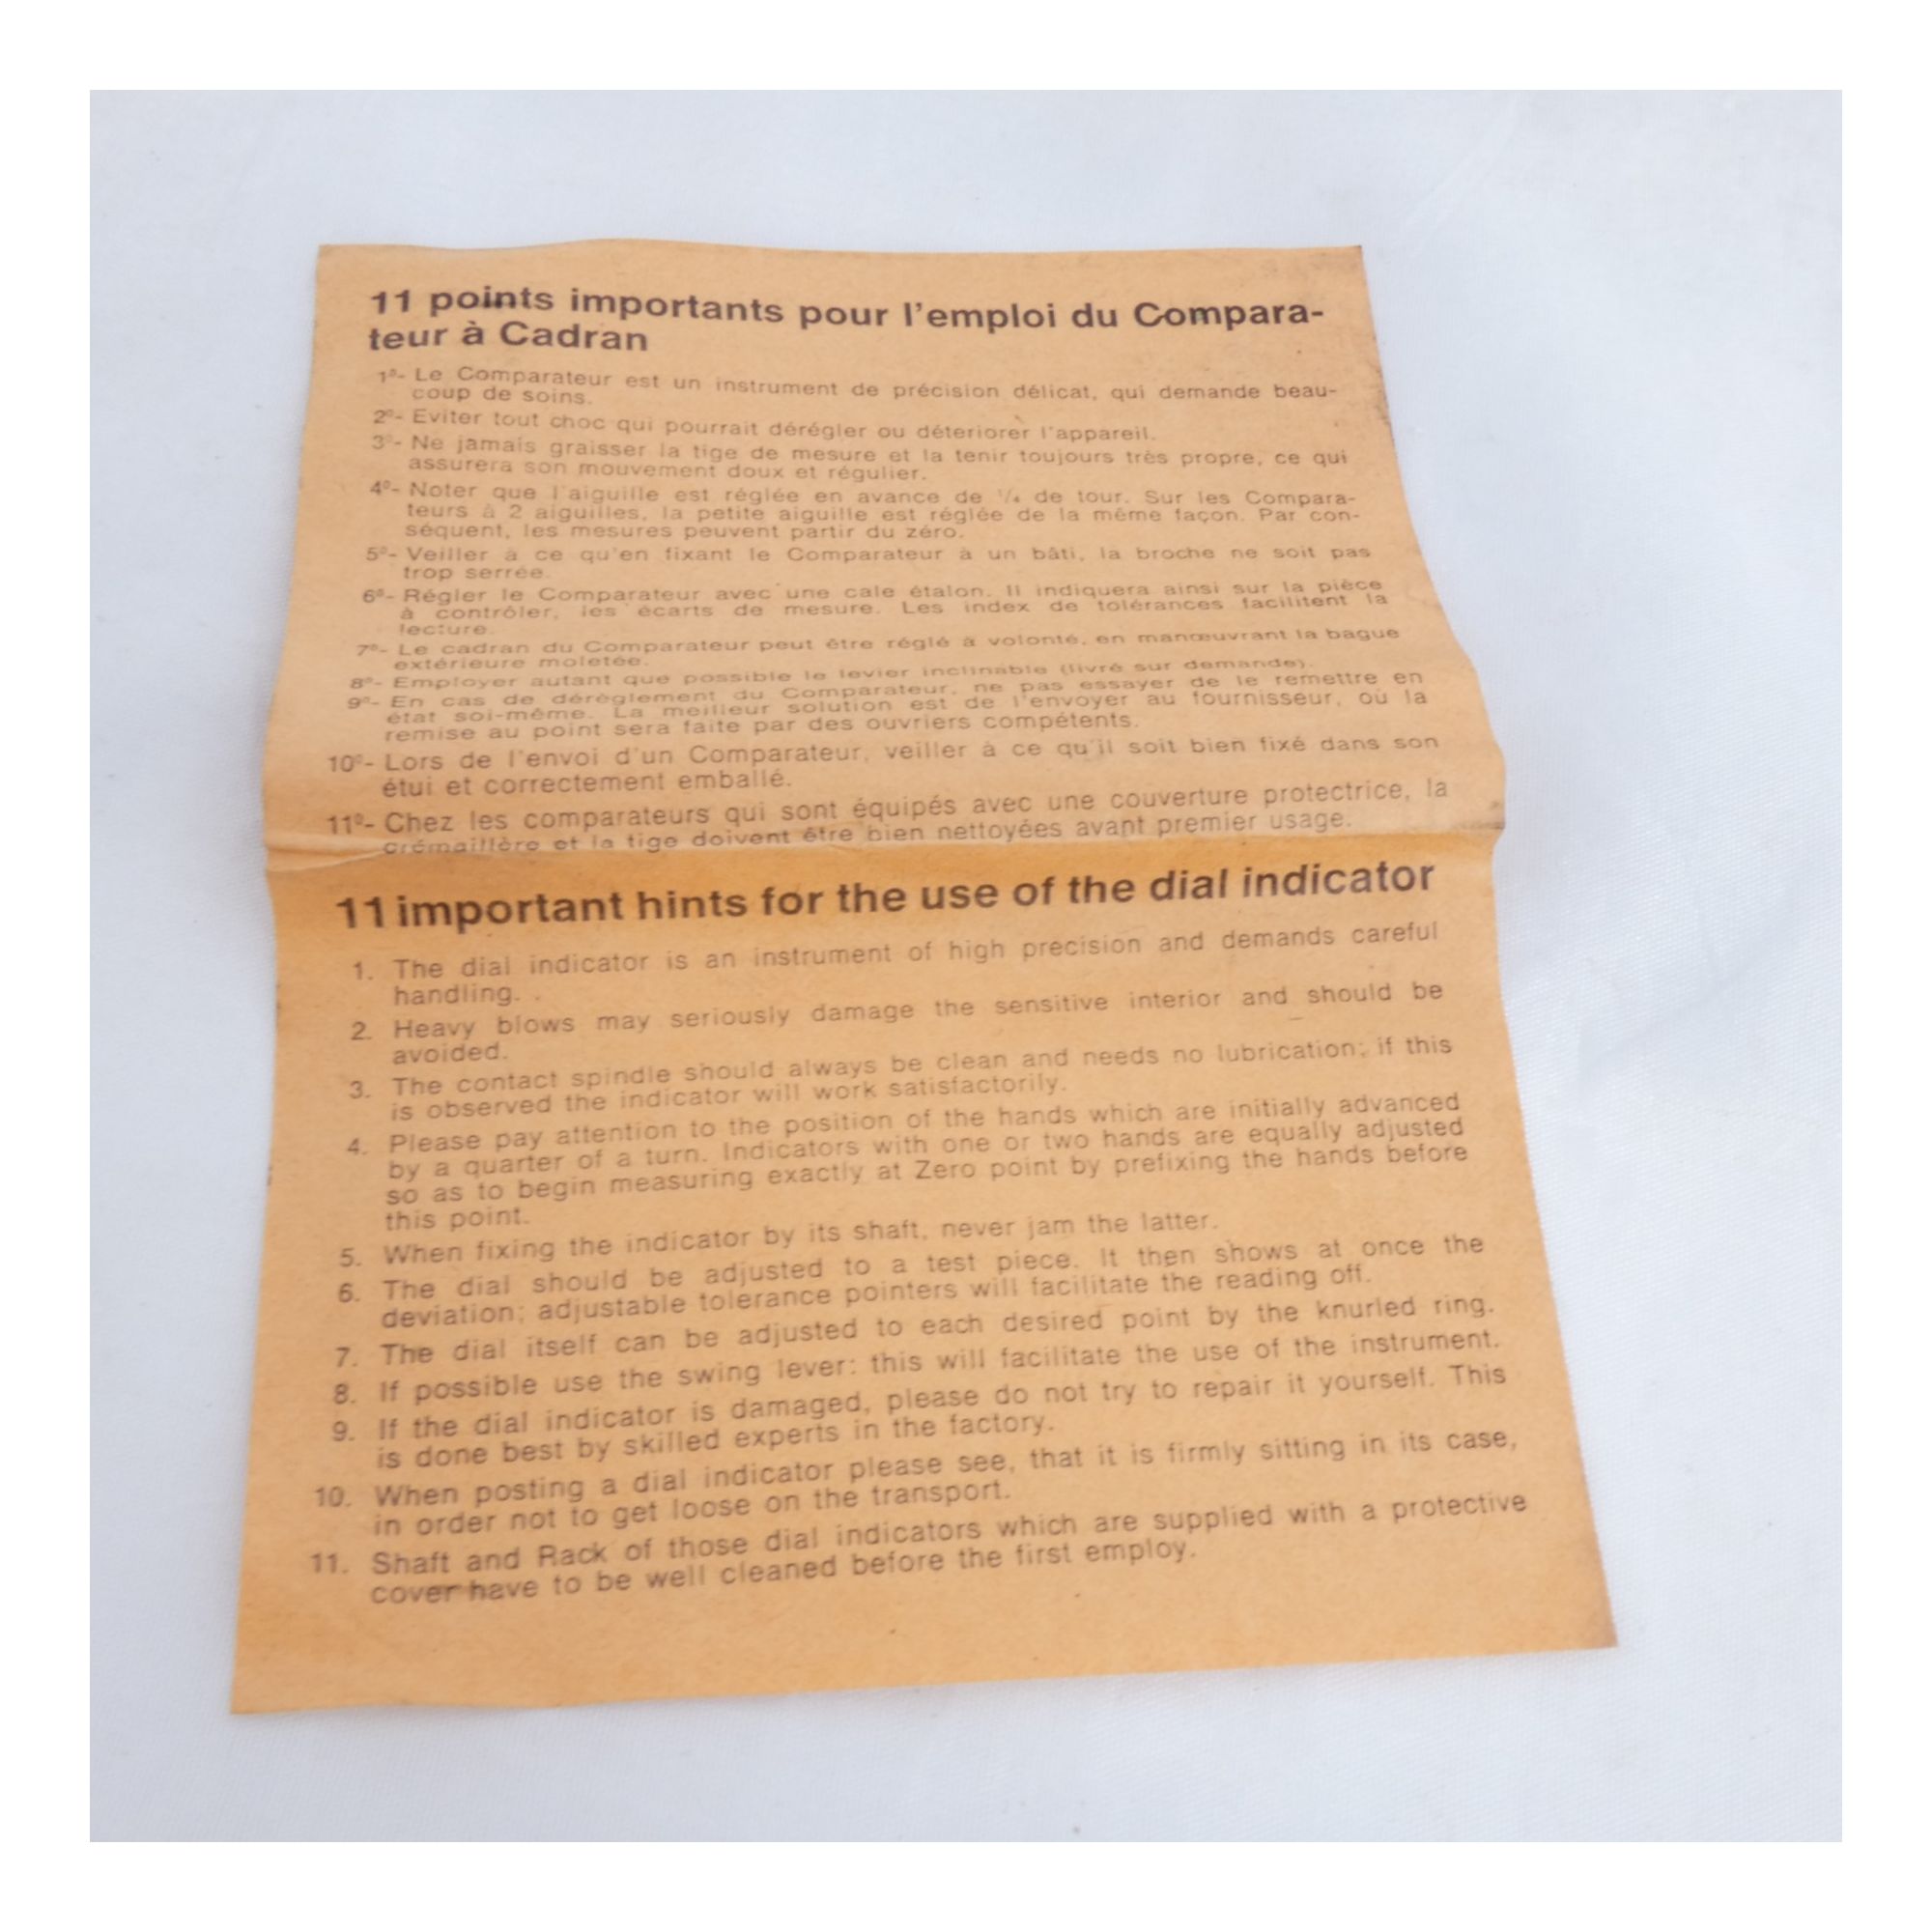 11 points importants pour l'emploi du Compara-
teur à Cadran
1º- Le Comparateur est un instrument de précision délicat, qui demande beau-
coup de soins.
2º- Eviter tout choc qui pourrait dérégler ou déteriorer l'appareil.
3º- Ne jamais graisser la tige de mesure et la tenir toujours très propre, ce qui
assurera son mouvement doux et régulier.
4º- Noter que l'aiguille est réglée en avance de ¼ de tour. Sur les Compara-
teurs à 2 aiguilles, la petite aiguille est réglée de la même façon. Par con-
séquent, les mesures peuvent partir du zéro.
5º- Veiller à ce qu'en fixant le Comparateur à un bâti, la broche ne soit pas
trop serrée.
6º- Régler le Comparateur avec une cale étalon. Il indiquera ainsi sur la pièce
à contrôler, les écarts de mesure. Les index de tolérances facilitent la
lecture.
7º- Le cadran du Comparateur peut être réglé à volonté, en manœuvrant la bague
extérieure moletée.
8º- Employer autant que possible le levier inclinable (livré sur demande).
9º- En cas de dérèglement du Comparateur, ne pas essayer de le remettre en
état soi-même. La meilleur solution est de l'envoyer au fournisseur, où la
remise au point sera faite par des ouvriers compétents.
10º- Lors de l'envoi d'un Comparateur, veiller à ce qu'il soit bien fixé dans son
étui et correctement emballé.
11º- Chez les comparateurs qui sont équipés avec une couverture protectrice, la
crémaillère et la tige doivent être bien nettoyées avant premier usage.
11 important hints for the use of the dial indicator
1. The dial indicator is an instrument of high precision and demands careful
handling.
2. Heavy blows may seriously damage the sensitive interior and should be
avoided.
3. The contact spindle should always be clean and needs no lubrication; if this
is observed the indicator will work satisfactorily.
4. Please pay attention to the position of the hands which are initially advanced
by a quarter of a turn. Indicators with one or two hands are equally adjusted
so as to begin measuring exactly at Zero point by prefixing the hands before
this point.
5. When fixing the indicator by its shaft, never jam the latter.
6. The dial should be adjusted to a test piece. It then shows at once the
deviation; adjustable tolerance pointers will facilitate the reading off.
7. The dial itself can be adjusted to each desired point by the knurled ring.
8. If possible use the swing lever: this will facilitate the use of the instrument.
9. If the dial indicator is damaged, please do not try to repair it yourself. This
is done best by skilled experts in the factory.
10. When posting a dial indicator please see, that it is firmly sitting in its case,
in order not to get loose on the transport.
11. Shaft and Rack of those dial indicators which are supplied with a protective
cover have to be well cleaned before the first employ.